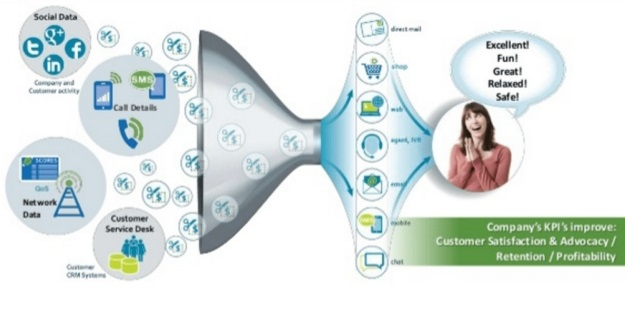 Social Data
g+
t
f
in
Company and
Customer activity
SMS
Call Details
SCORES
QoS
Network
Data
Customer
Service Desk
Customer
CRM Systems
direct mail
shop
web
agent, IVR
email
mobile
chat
Excellent!
Fun!
Great!
Relaxed!
Safe!
Company's KPI's improve:
Customer Satisfaction & Advocacy /
Retention / Profitability